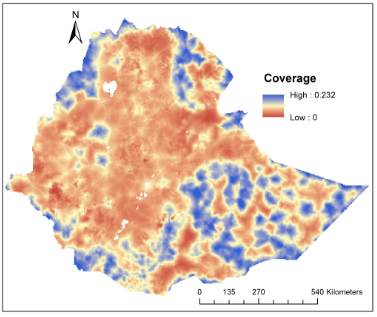 N
Coverage
High : 0.232
Low : 0
0 135 270 540 Kilometers